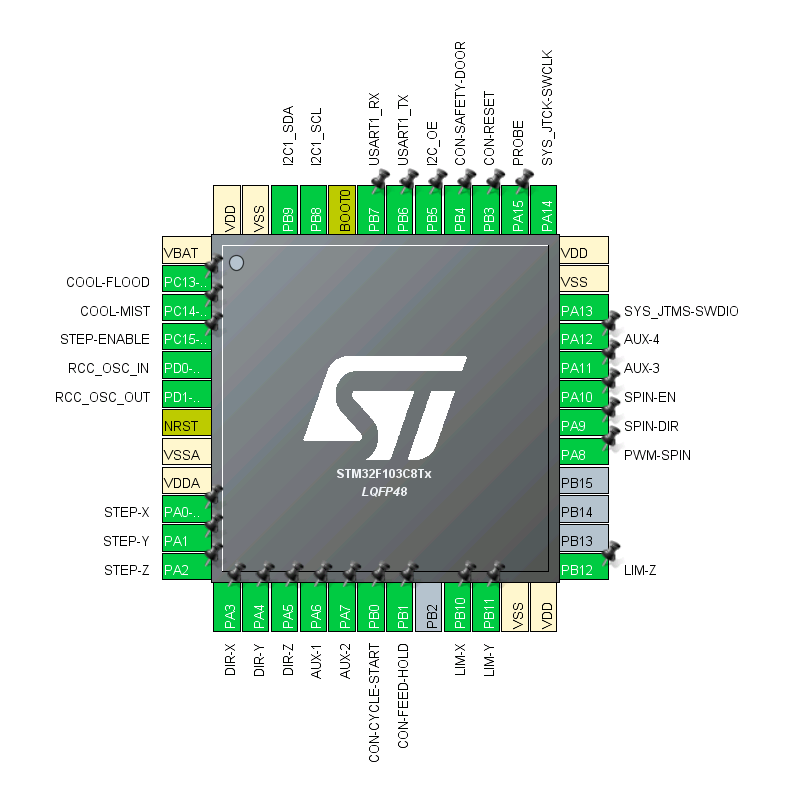 I2C1_SDA
I2C1_SCL
USART1_RX
USART1_TX
I2C_OE
CON-SAFETY-DOOR
CON-RESET
PROBE
SYS_JTCK-SWCLK
VDD
VSS
PB9
PB8
BOOT0
PB7
PB6
PB5
PB4
PB3
PA15
PA14
VBAT
COOL-FLOOD PC13-..
COOL-MIST PC14-..
STEP-ENABLE PC15-..
RCC_OSC_IN PD0-..
RCC_OSC_OUT PD1-..
NRST
VSSA
VDDA
STEP-X PA0-..
STEP-Y PA1
STEP-Z PA2
ST
STM32F103C8Tx
LQFP48
VDD
VSS
PA13 SYS_JTMS-SWDIO
PA12 AUX-4
PA11 AUX-3
PA10 SPIN-EN
PA9 SPIN-DIR
PA8 PWM-SPIN
PB15
PB14
PB13
PB12 LIM-Z
PA3
PA4
PA5
PA6
PA7
PB0
PB1
PB2
PB10
PB11
VSS
VDD
DIR-X
DIR-Y
DIR-Z
AUX-1
AUX-2
CON-CYCLE-START
CON-FEED-HOLD
LIM-X
LIM-Y